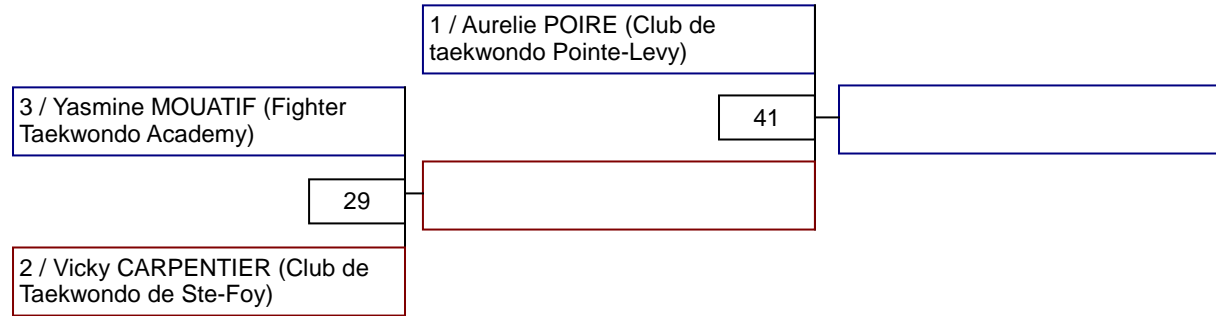 1 / Aurelie POIRE (Club de
taekwondo Pointe-Levy)
3 / Yasmine MOUATIF (Fighter
Taekwondo Academy)
41
29
2 / Vicky CARPENTIER (Club de
Taekwondo de Ste-Foy)